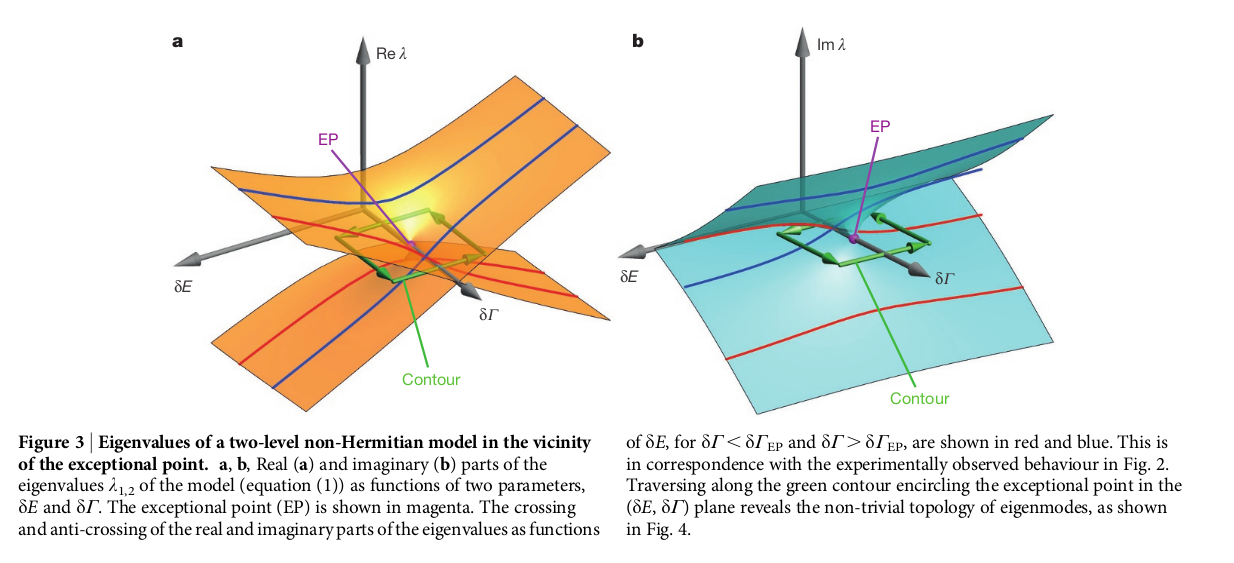 a
Re λ
EP
δE
δΓ
Contour
b
Im λ
EP
δE
δΓ
Contour
Figure 3 | Eigenvalues of a two-level non-Hermitian model in the vicinity
of the exceptional point. a, b, Real (a) and imaginary (b) parts of the
eigenvalues λ1,2 of the model (equation (1)) as functions of two parameters,
δE and δΓ. The exceptional point (EP) is shown in magenta. The crossing
and anti-crossing of the real and imaginary parts of the eigenvalues as functions
of δE, for δΓ < δΓEP and δΓ > δΓEP, are shown in red and blue. This is
in correspondence with the experimentally observed behaviour in Fig. 2.
Traversing along the green contour encircling the exceptional point in the
(δE, δΓ) plane reveals the non-trivial topology of eigenmodes, as shown
in Fig. 4.